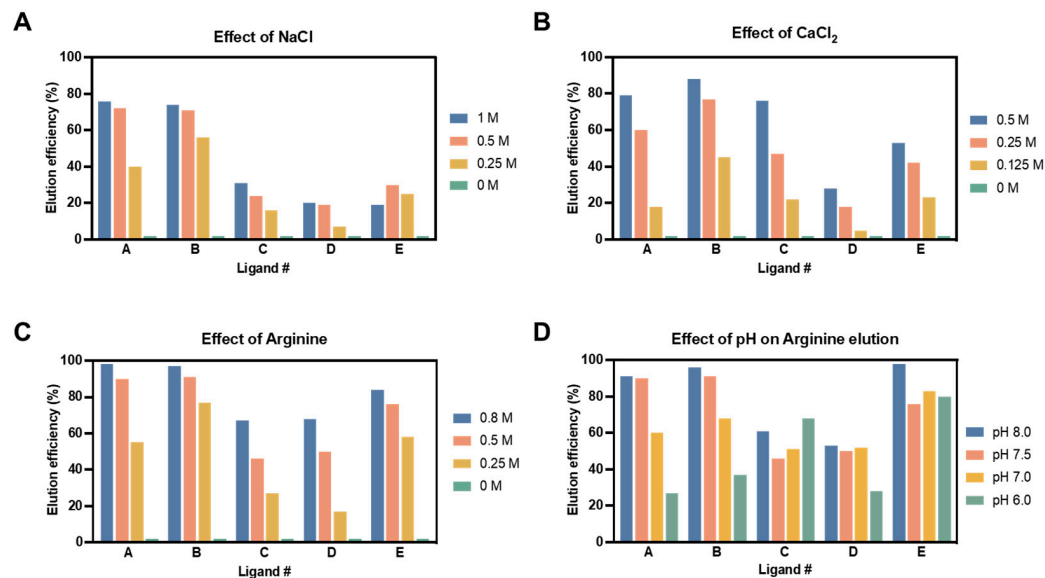 A
Effect of NaCl
Elution efficiency (%)
100
80
60
40
20
0
A B C D E
Ligand #
1 M
0.5 M
0.25 M
0 M
B
Effect of CaCl₂
Elution efficiency (%)
100
80
60
40
20
0
A B C D E
Ligand #
0.5 M
0.25 M
0.125 M
0 M
C
Effect of Arginine
Elution efficiency (%)
100
80
60
40
20
0
A B C D E
Ligand #
0.8 M
0.5 M
0.25 M
0 M
D
Effect of pH on Arginine elution
Elution efficiency (%)
100
80
60
40
20
0
A B C D E
Ligand #
pH 8.0
pH 7.5
pH 7.0
pH 6.0